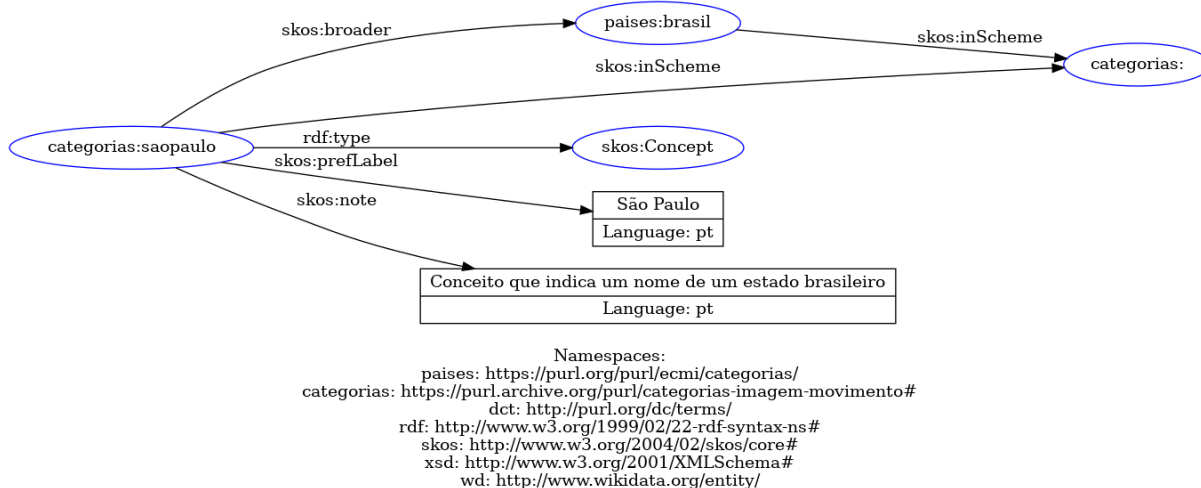 skos:broader
paises:brasil
skos:inScheme
skos:inScheme
categorias:
categorias:saopaulo
rdf:type
skos:Concept
skos:prefLabel
São Paulo
Language: pt
skos:note
Conceito que indica um nome de um estado brasileiro
Language: pt
Namespaces:
paises: https://purl.org/purl/ecmi/categorias/
categorias: https://purl.archive.org/purl/categorias-imagem-movimento#
dct: http://purl.org/dc/terms/
rdf: http://www.w3.org/1999/02/22-rdf-syntax-ns#
skos: http://www.w3.org/2004/02/skos/core#
xsd: http://www.w3.org/2001/XMLSchema#
wd: http://www.wikidata.org/entity/